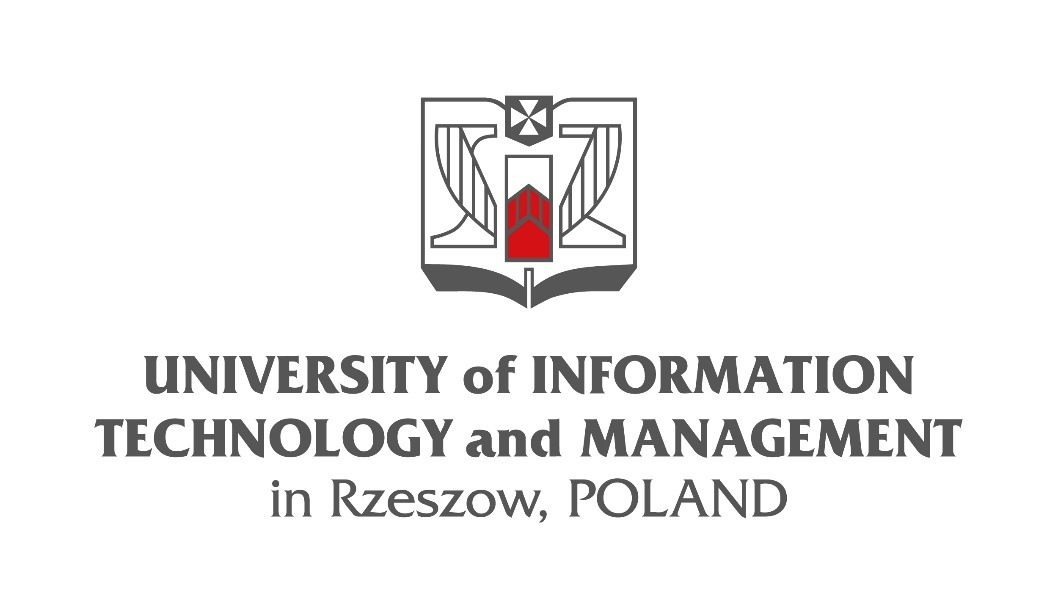 UNIVERSITY of INFORMATION
TECHNOLOGY and MANAGEMENT
in Rzeszow, POLAND